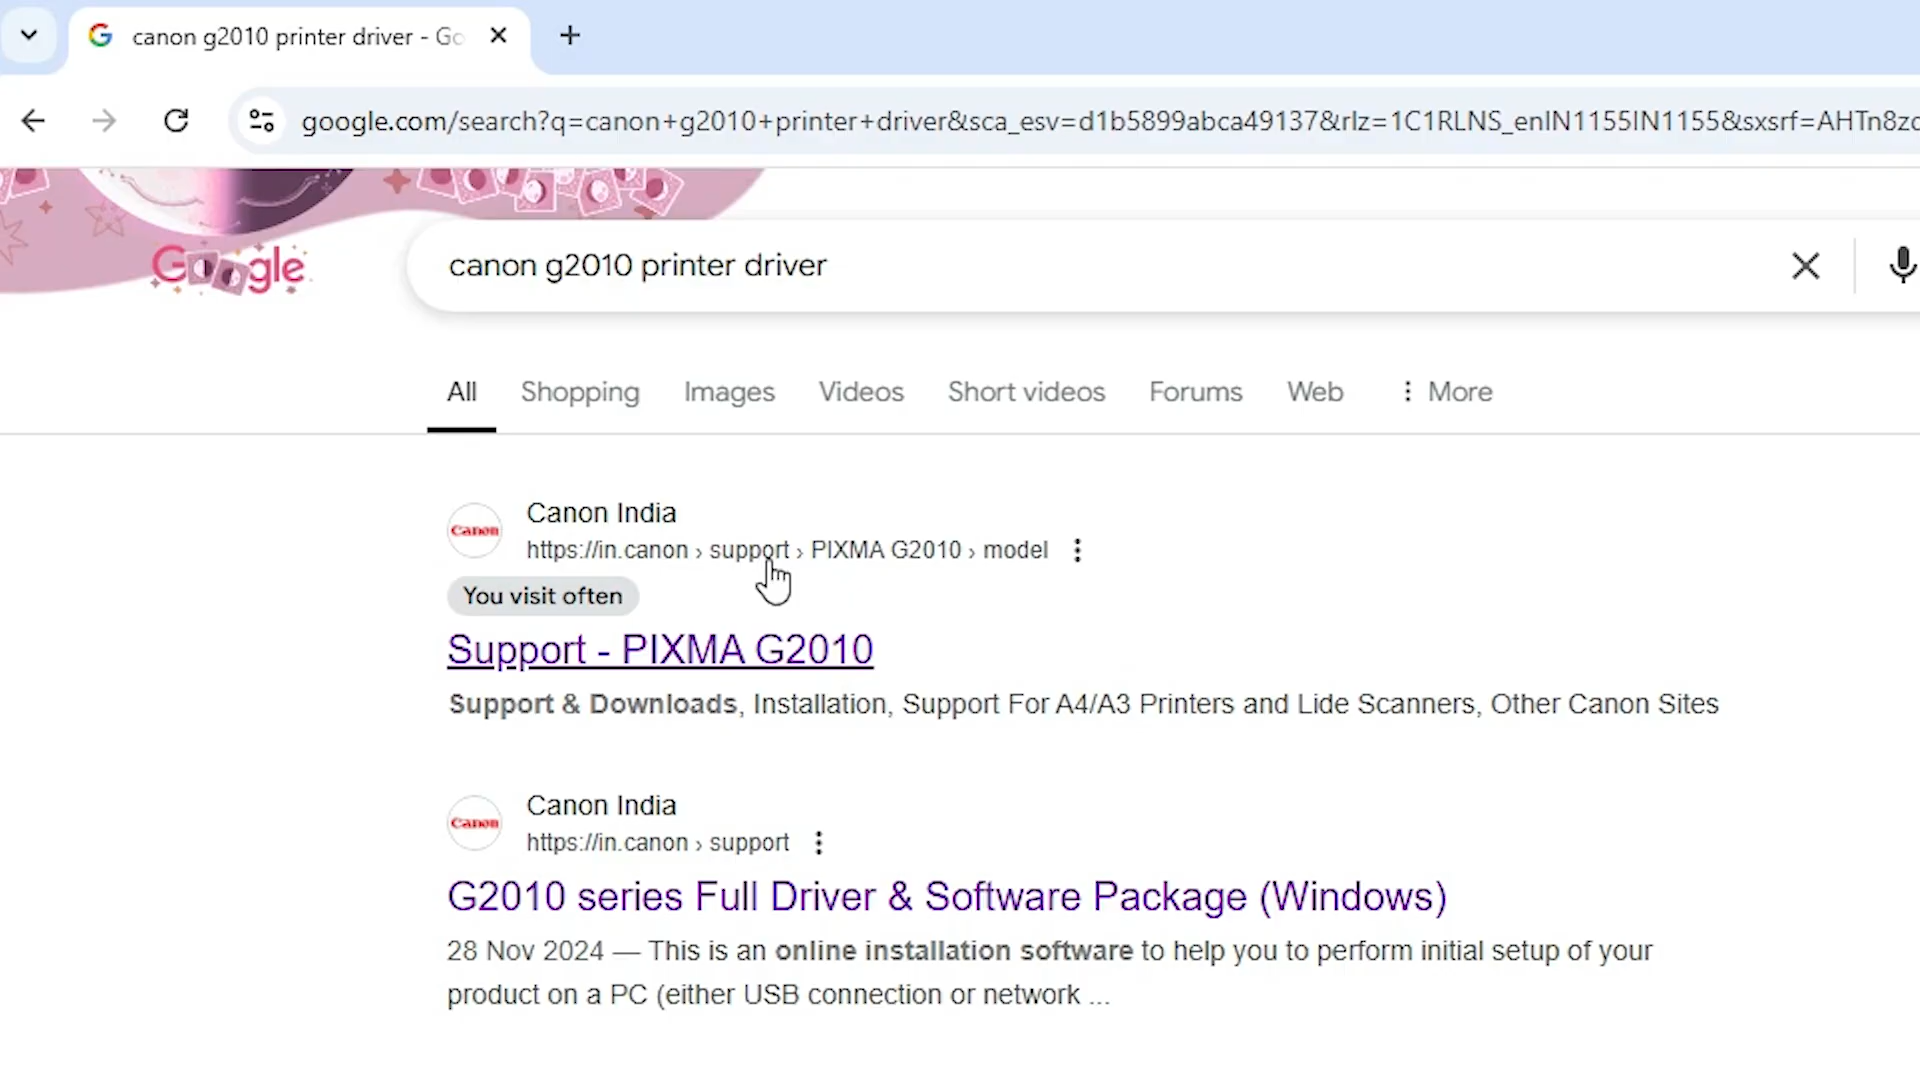 canon g2010 printer driver - Go
google.com/search?q=canon+g2010+printer+driver&sca_esv=d1b5899abca49137&rlz=1C1RLNS_enIN1155IN1155&sxsrf=AHTn8zc
Google
canon g2010 printer driver
All Shopping Images Videos Short videos Forums Web More
Canon
Canon India
https://in.canon › support › PIXMA G2010 › model
You visit often
Support - PIXMA G2010
Support & Downloads, Installation, Support For A4/A3 Printers and Lide Scanners, Other Canon Sites
Canon
Canon India
https://in.canon › support
G2010 series Full Driver & Software Package (Windows)
28 Nov 2024 — This is an online installation software to help you to perform initial setup of your
product on a PC (either USB connection or network ...